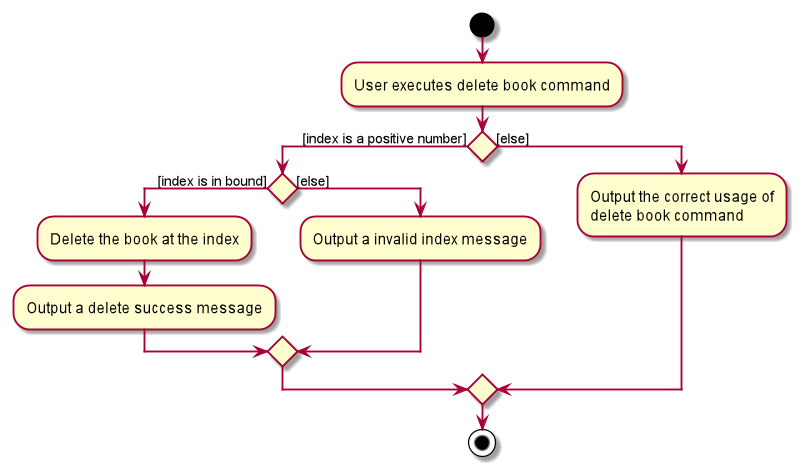 User executes delete book command
[index is a positive number]
[else]
[index is in bound]
[else]
Output the correct usage of
delete book command
Delete the book at the index
Output a invalid index message
Output a delete success message